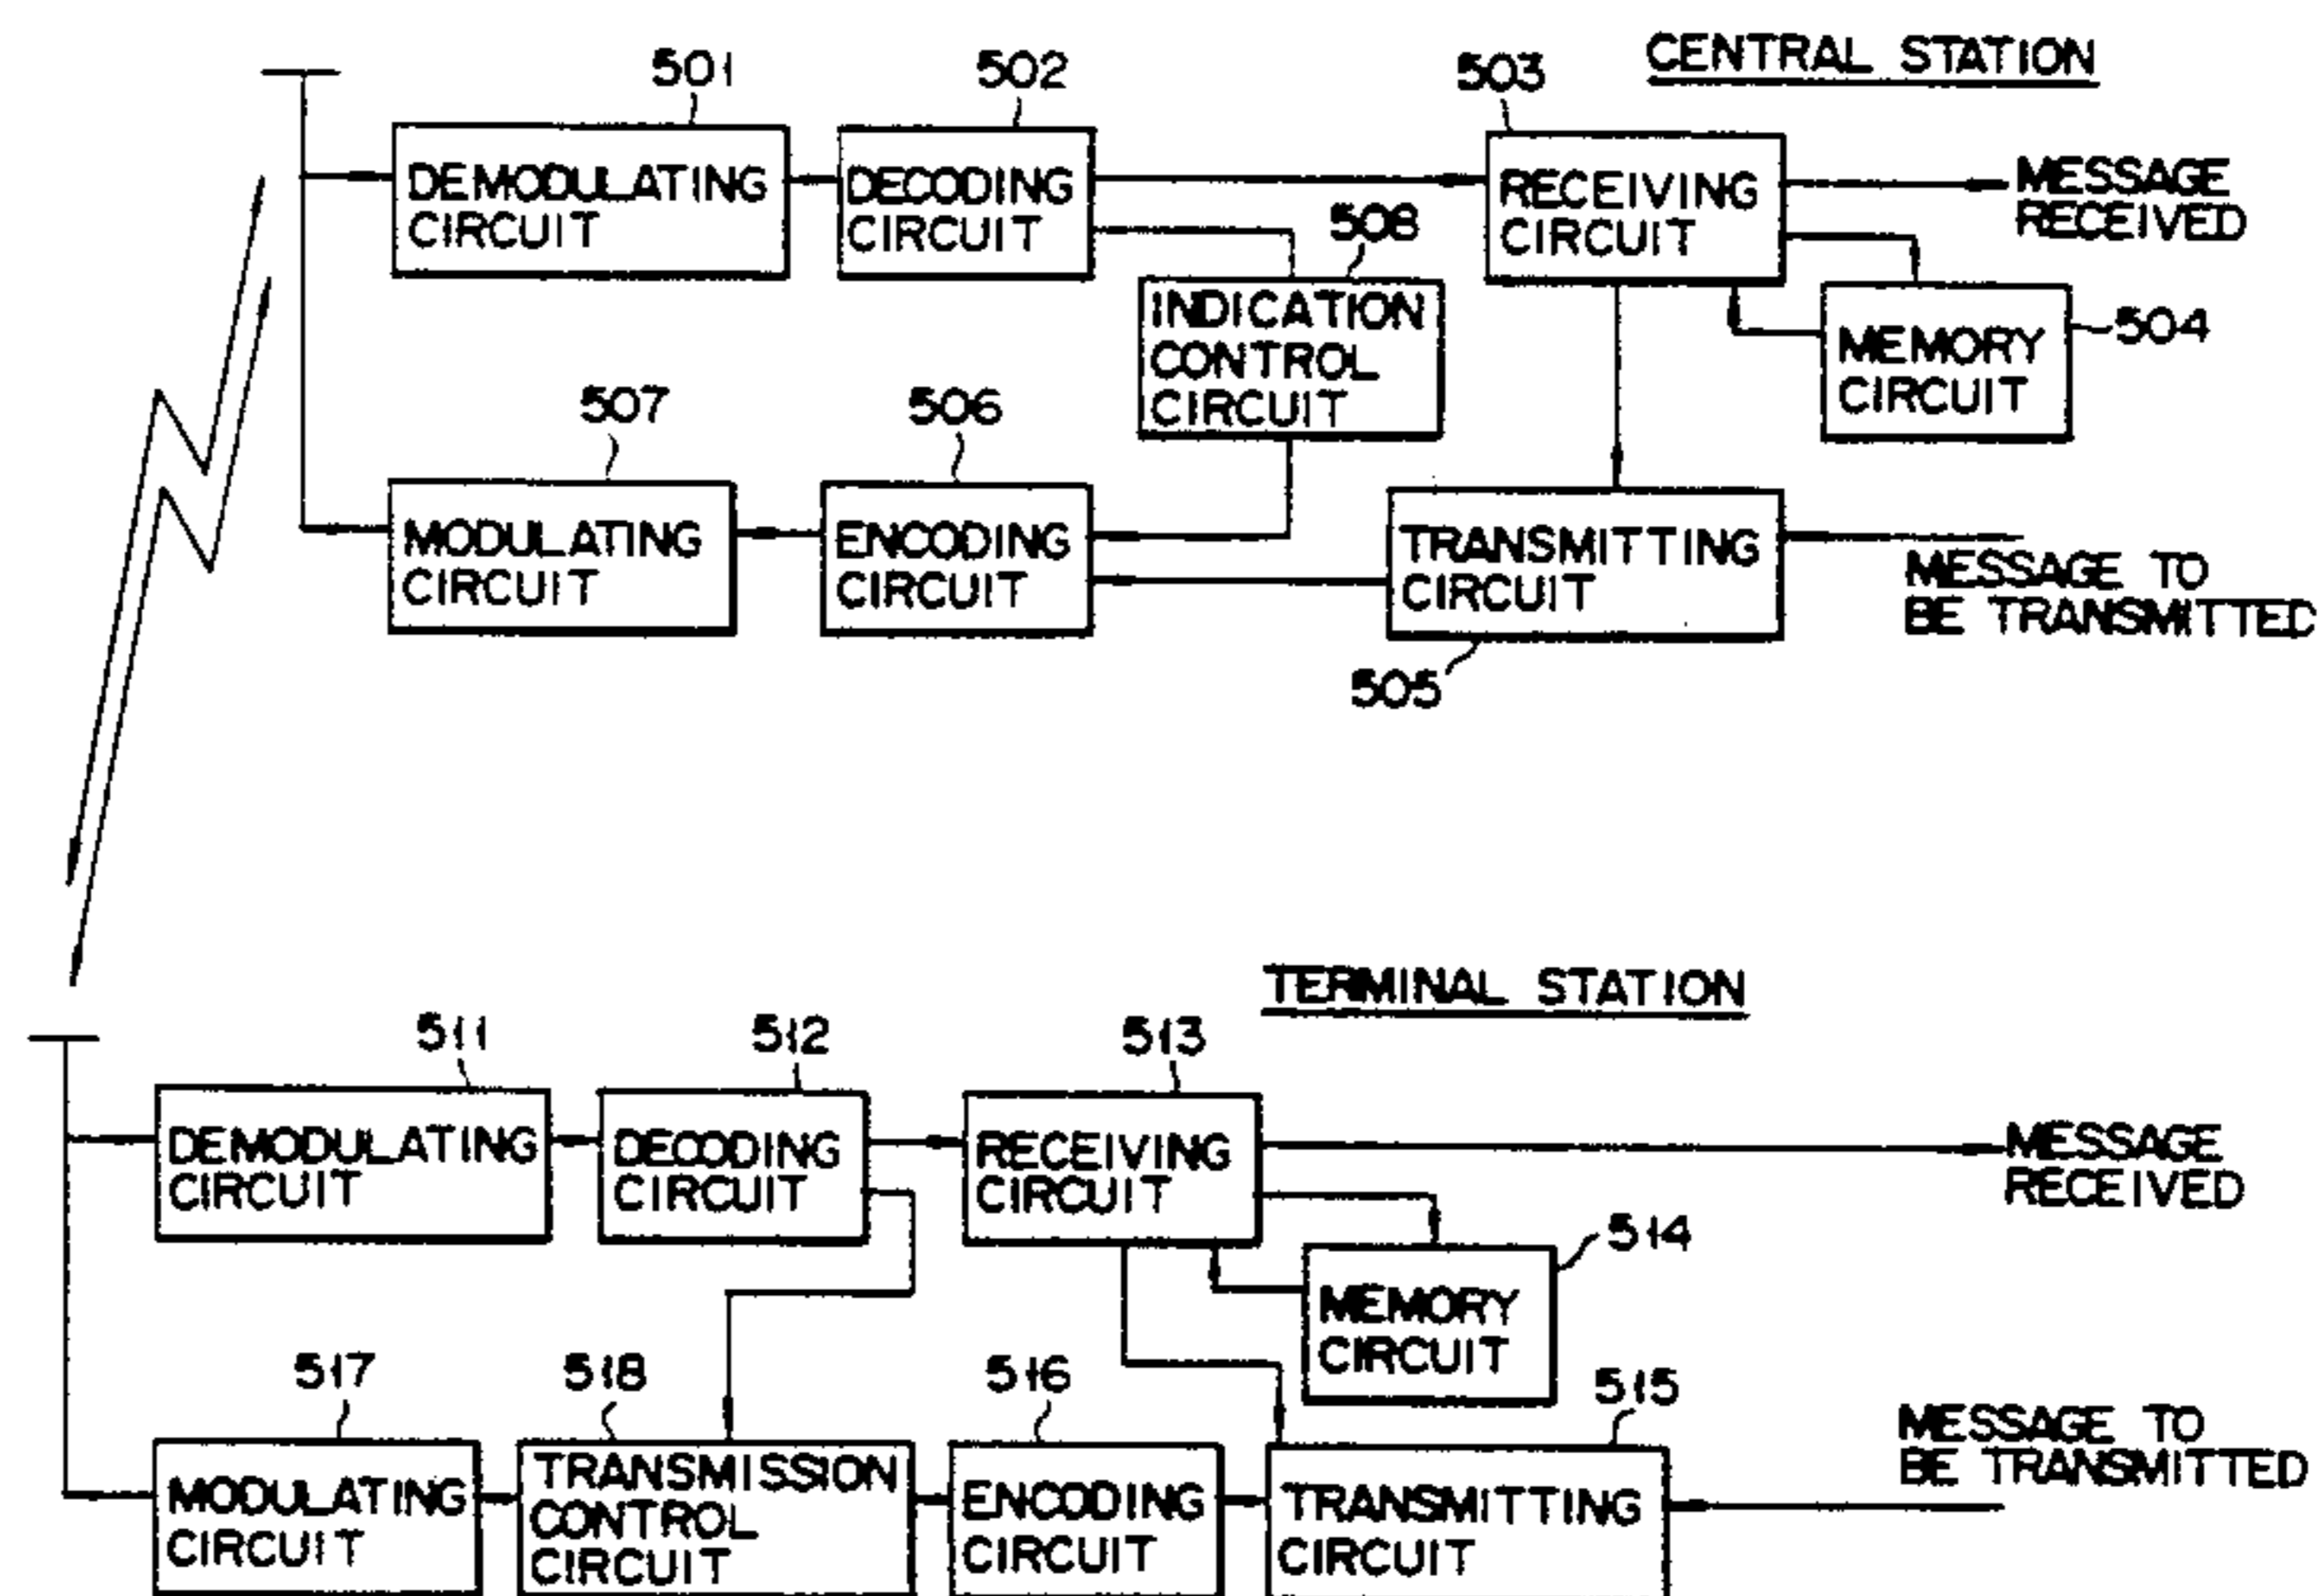 CENTRAL STATION
501
502
503
DEMODULATING
CIRCUIT
DECODING
CIRCUIT
RECEIVING
CIRCUIT
MESSAGE
RECEIVED
508
INDICATION
CONTROL
CIRCUIT
MEMORY
CIRCUIT
504
507
506
MODULATING
CIRCUIT
ENCODING
CIRCUIT
TRANSMITTING
CIRCUIT
MESSAGE TO
BE TRANSMITTED
505
TERMINAL STATION
511
512
513
DEMODULATING
CIRCUIT
DECODING
CIRCUIT
RECEIVING
CIRCUIT
MESSAGE
RECEIVED
514
MEMORY
CIRCUIT
517
518
516
515
MODULATING
CIRCUIT
TRANSMISSION
CONTROL
CIRCUIT
ENCODING
CIRCUIT
TRANSMITTING
CIRCUIT
MESSAGE TO
BE TRANSMITTED